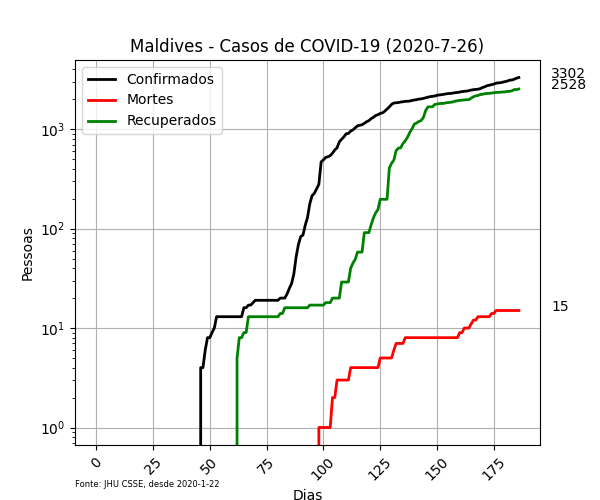 Maldives - Casos de COVID-19 (2020-7-26)
Confirmados
Mortes
Recuperados
3302
2528
15
10³
10²
10¹
10⁰
Pessoas
0 25 50 75 100 125 150 175
Dias
Fonte: JHU CSSE, desde 2020-1-22